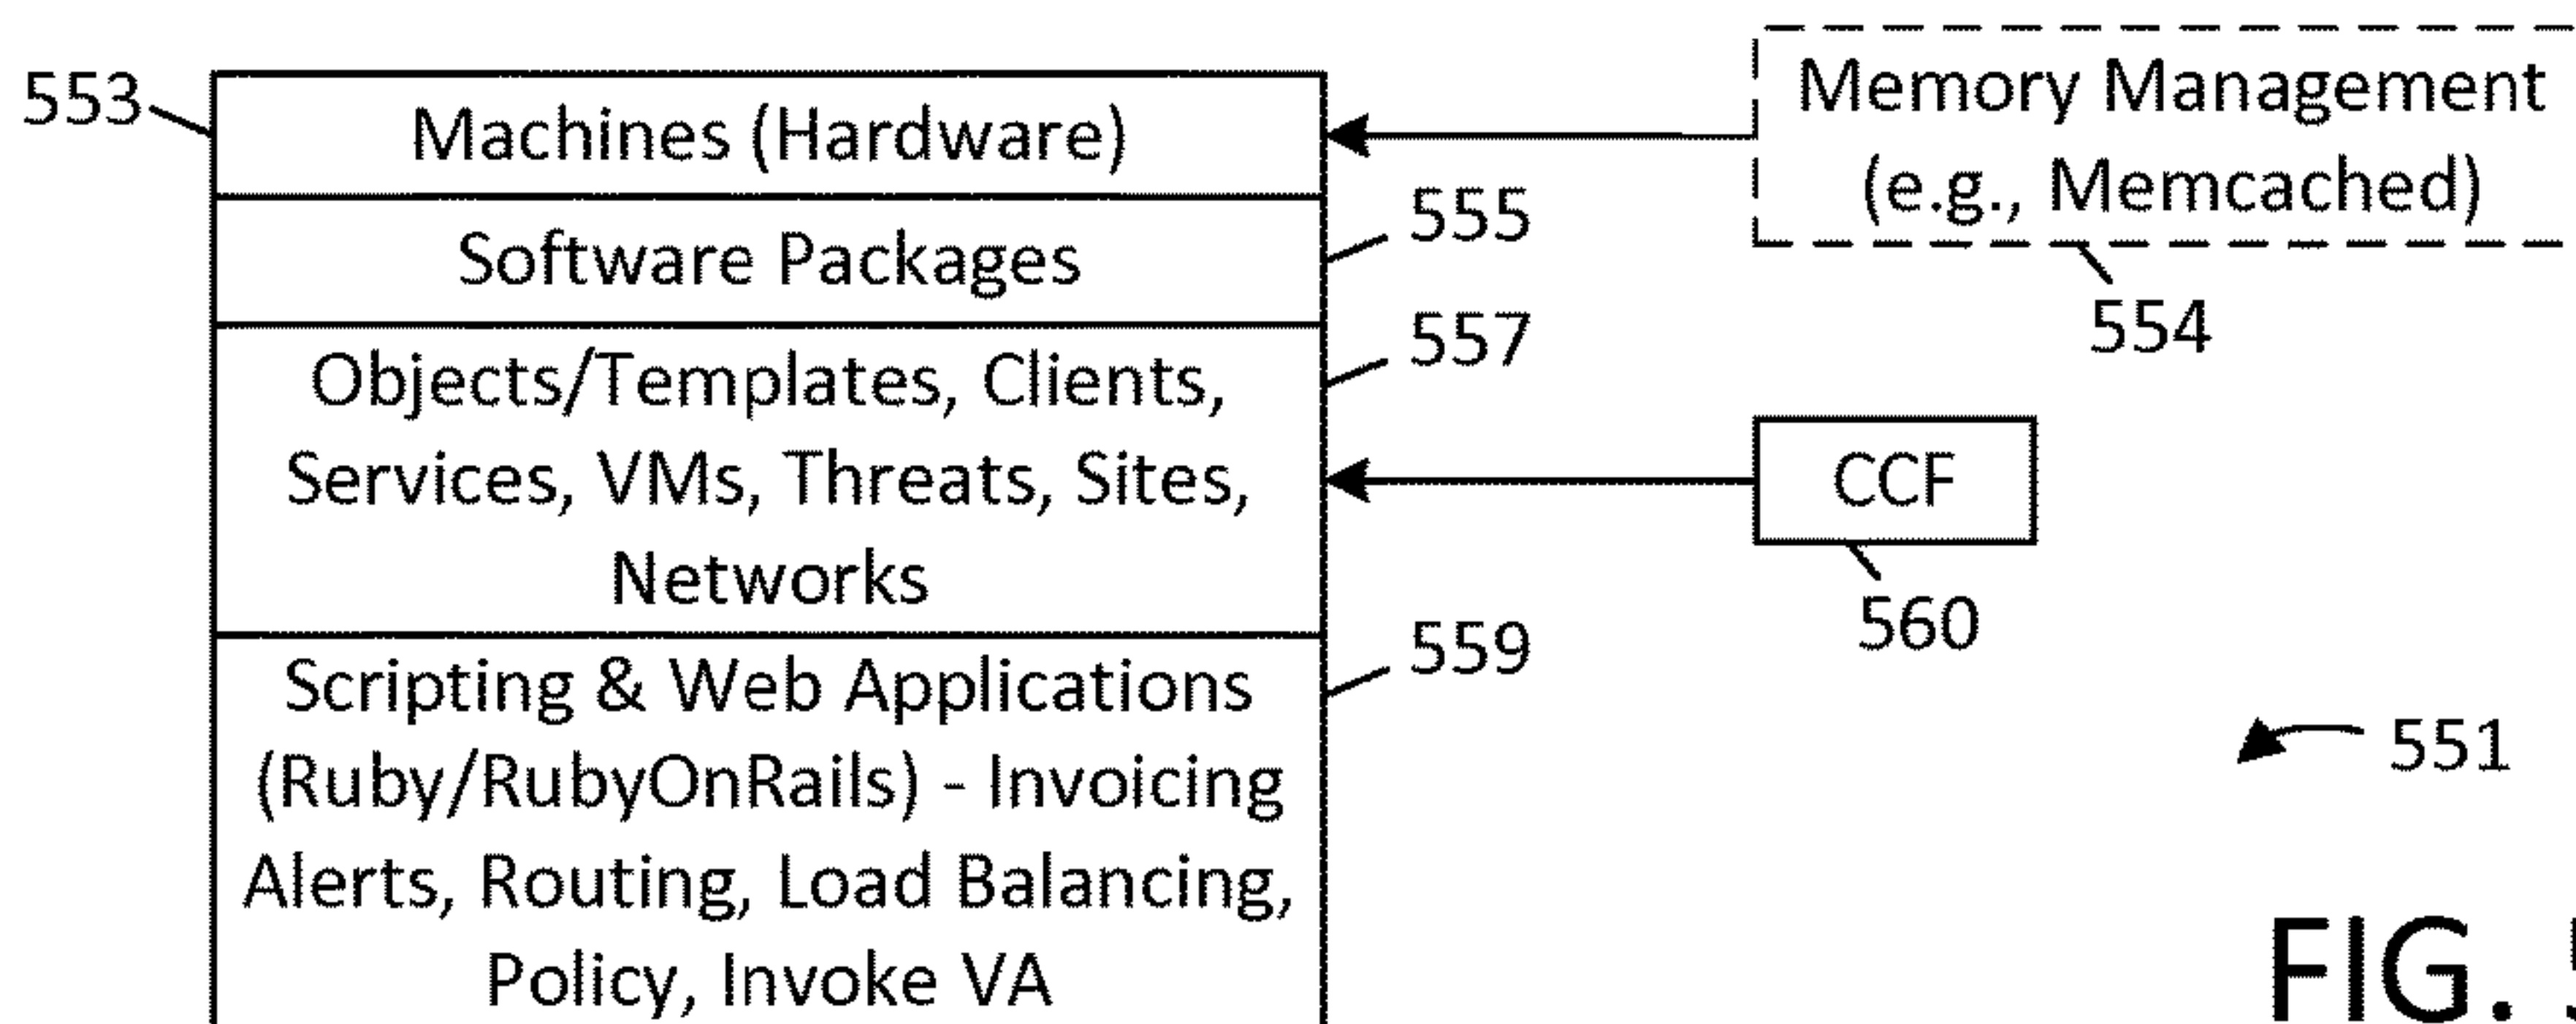 553
Machines (Hardware)
Memory Management
(e.g., Memcached)
554
Software Packages
555
Objects/Templates, Clients,
Services, VMs, Threats, Sites,
Networks
557
CCF
560
Scripting & Web Applications
(Ruby/RubyOnRails) - Invoicing
Alerts, Routing, Load Balancing,
Policy, Invoke VA
559
551
FIG.